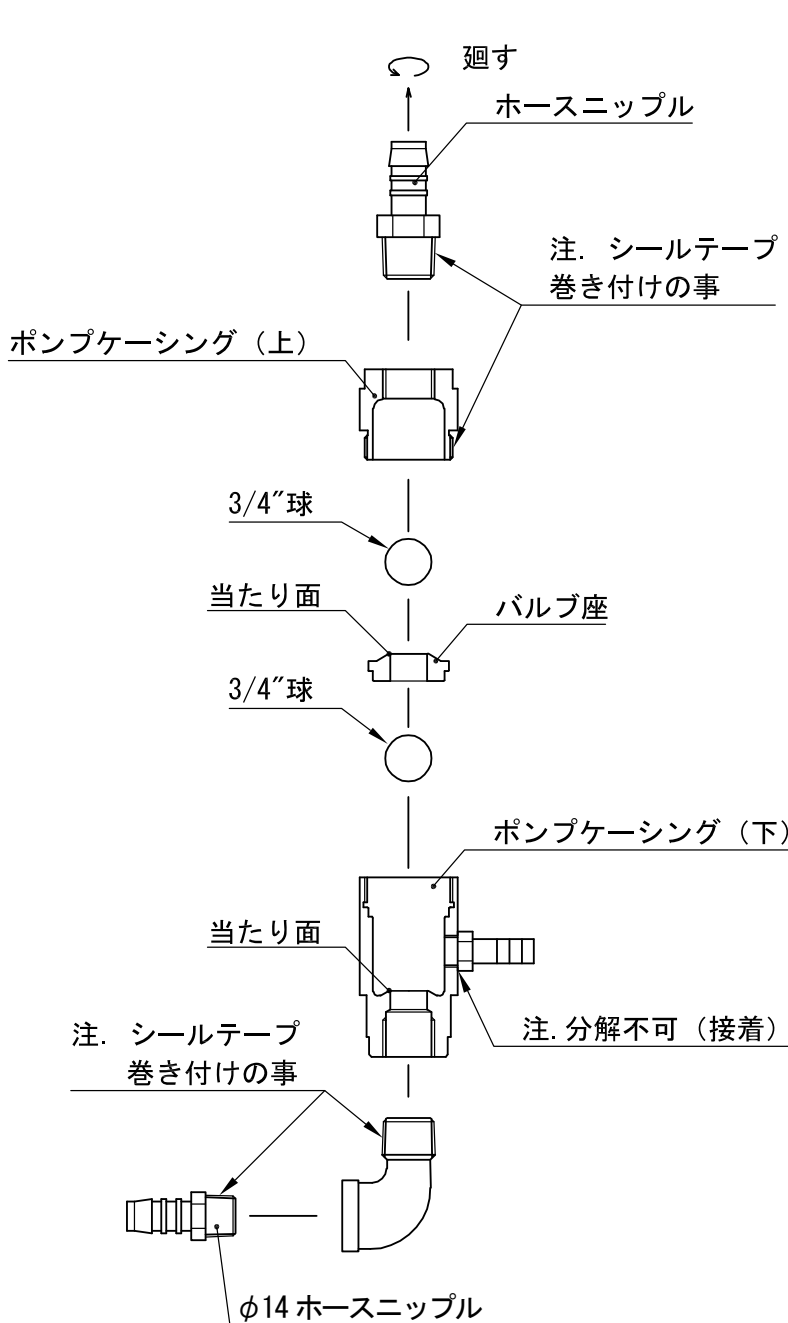 廻す
ホースニップル
注. シールテープ
巻き付けの事
ポンプケーシング（上）
3/4″球
当たり面
バルブ座
3/4″球
ポンプケーシング（下）
当たり面
注.分解不可（接着）
注. シールテープ
巻き付けの事
φ14ホースニップル